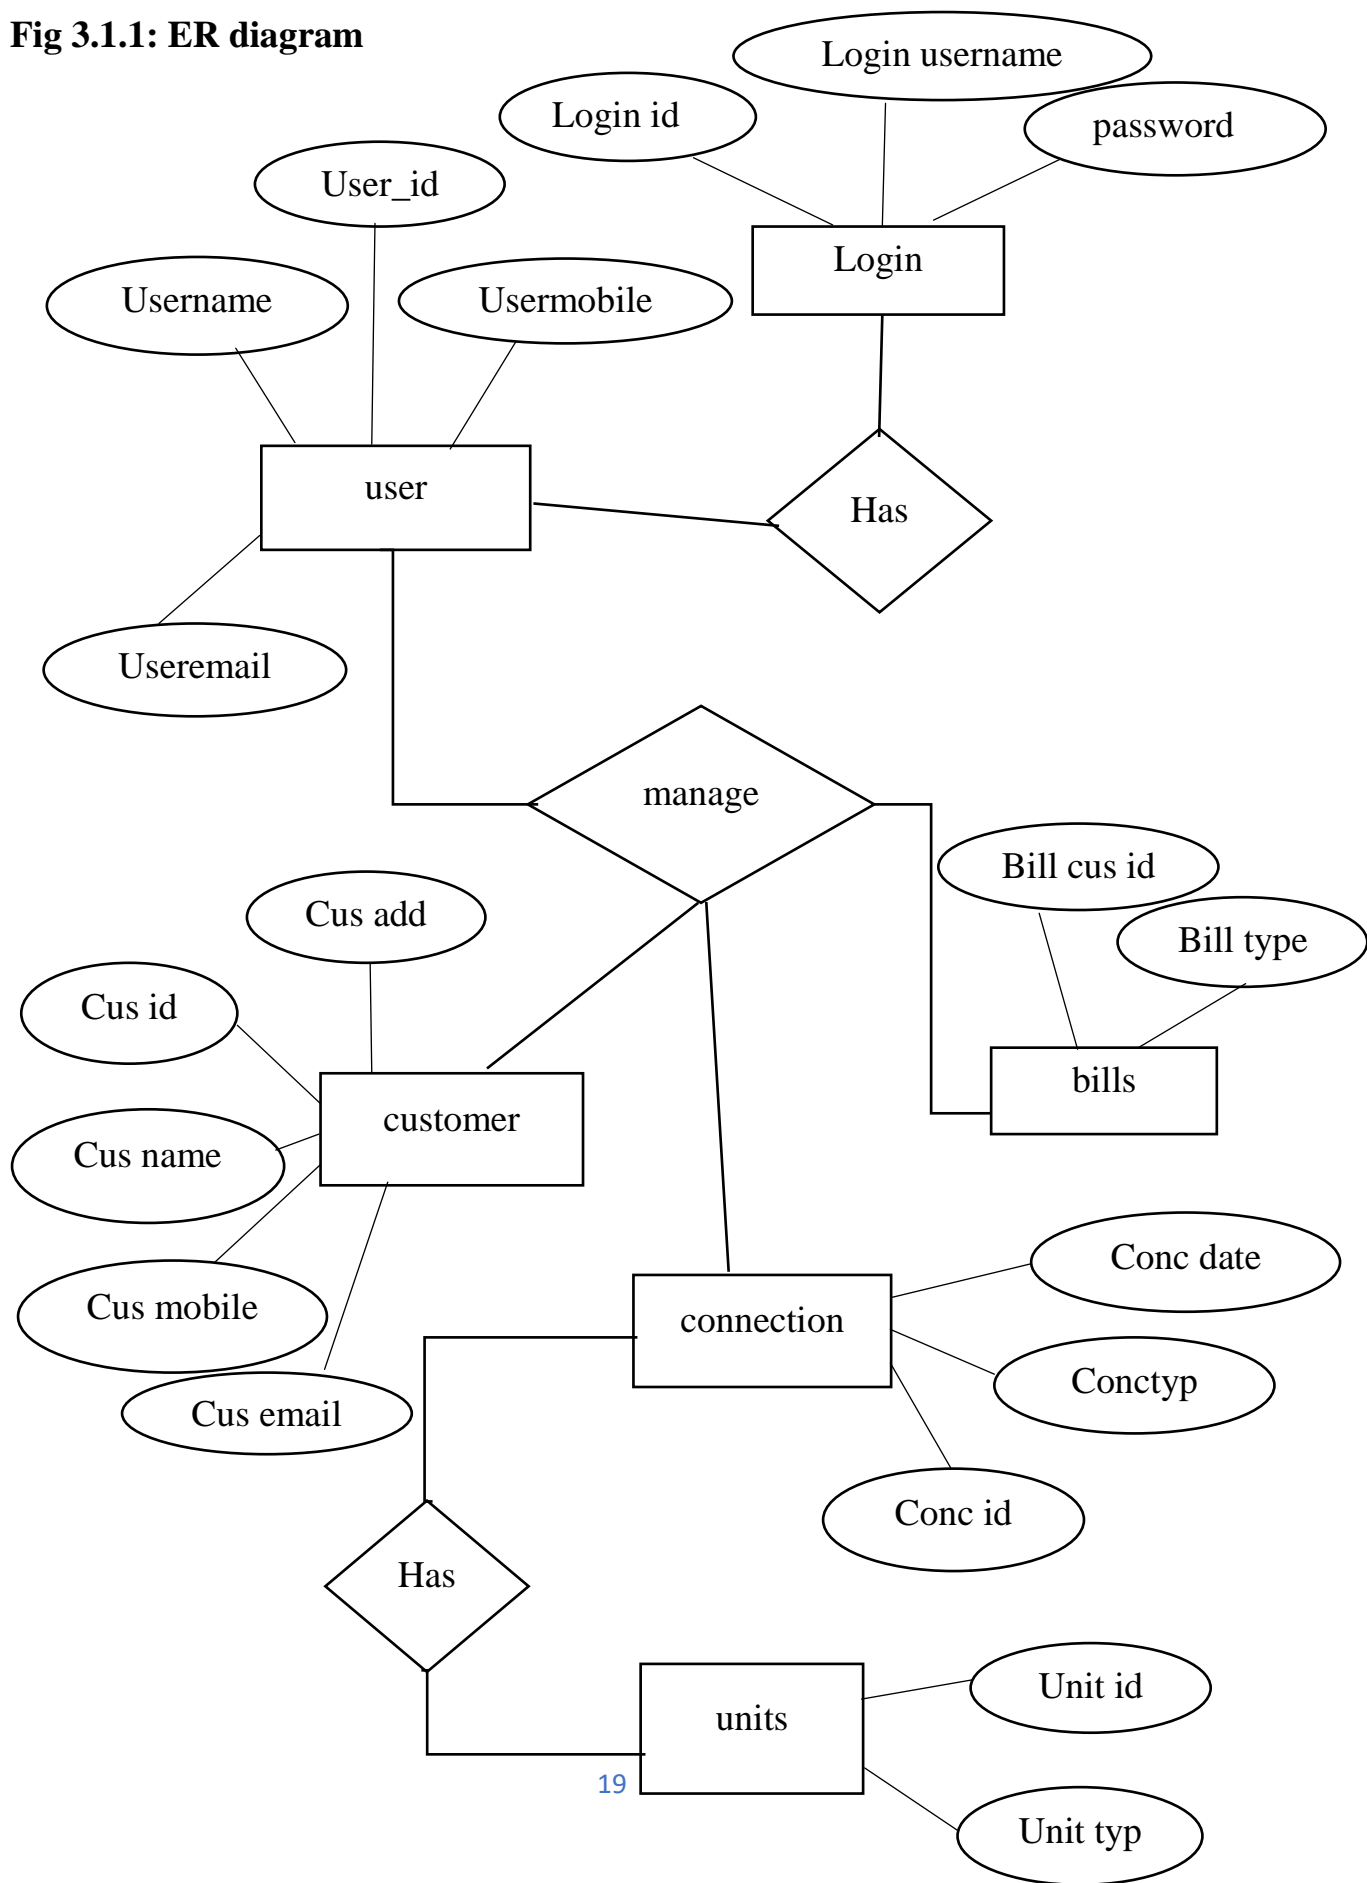 Fig 3.1.1: ER diagram
Login username
Login id
password
User_id
Login
Username
Usermobile
user
Has
Useremail
manage
Bill cus id
Cus add
Bill type
Cus id
bills
customer
Cus name
Conc date
Cus mobile
connection
Conctyp
Cus email
Conc id
Has
Unit id
units
19
Unit typ